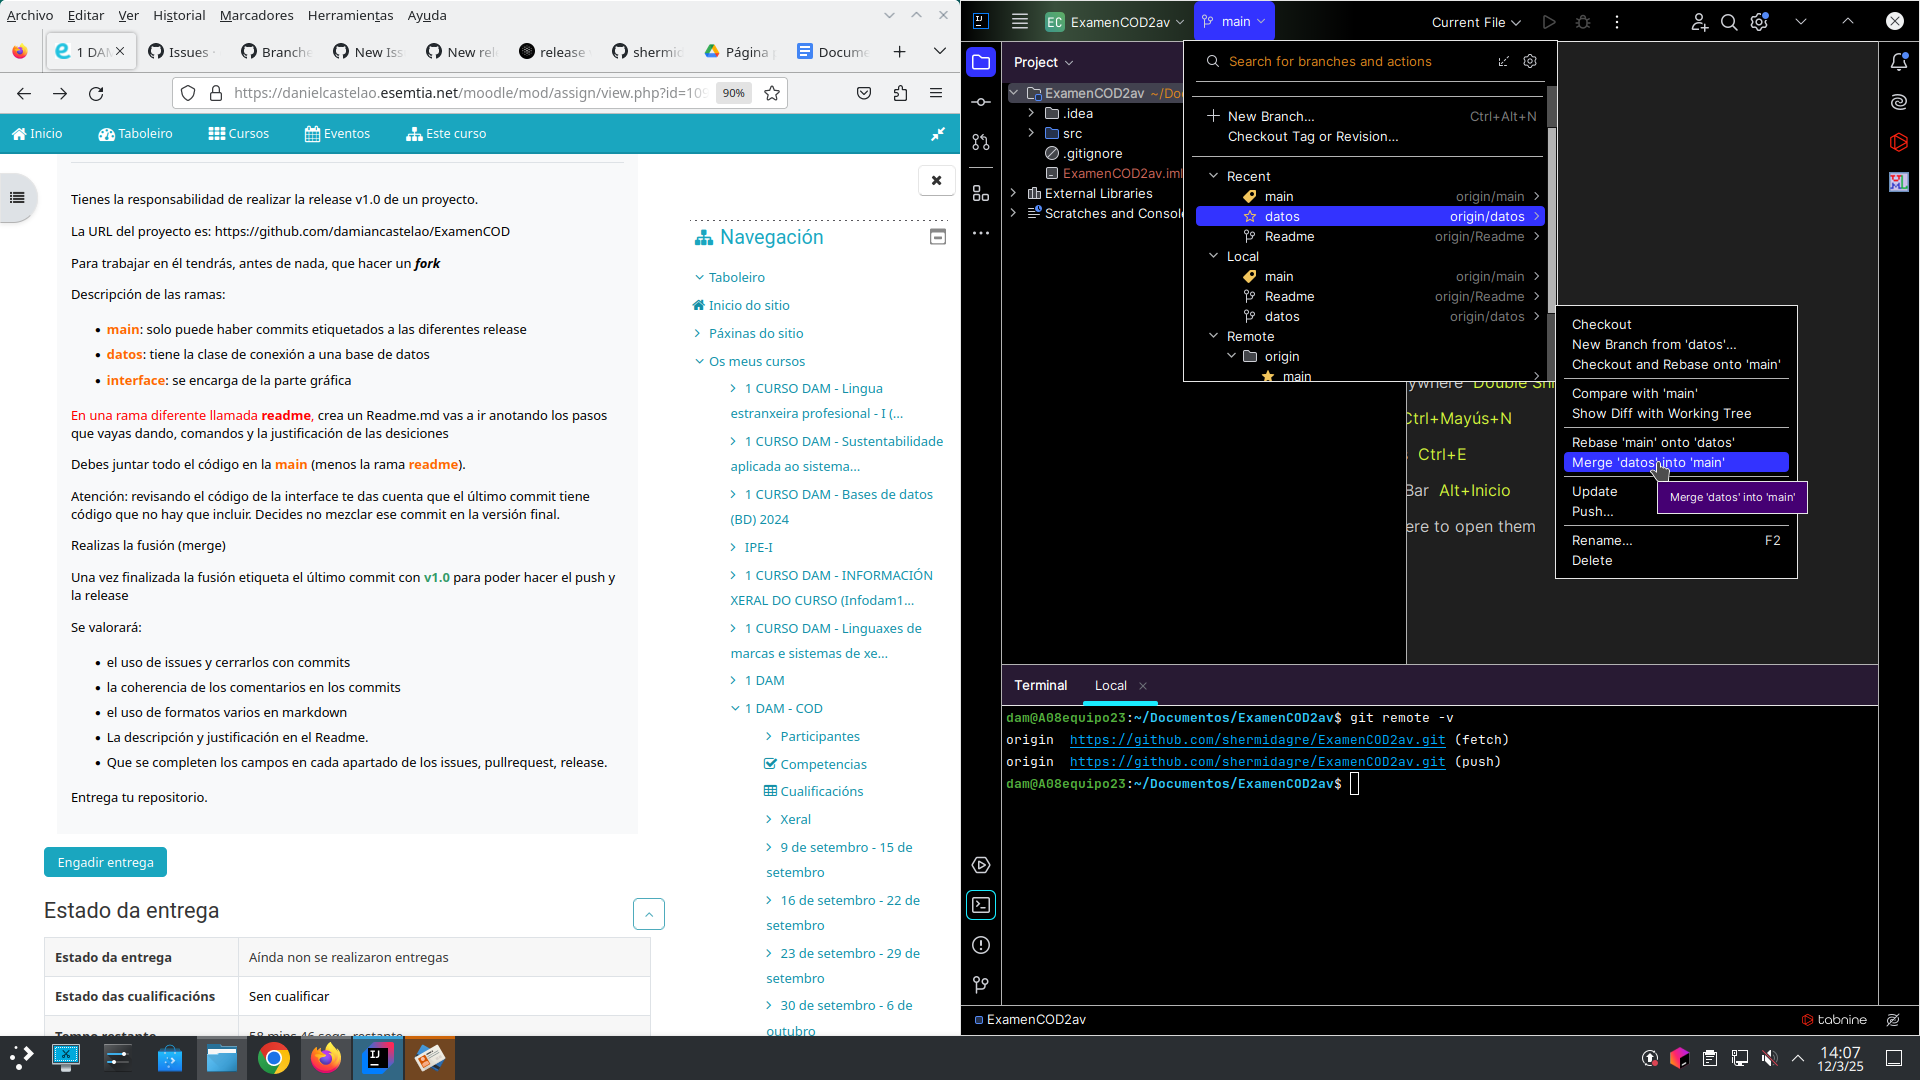 Archivo Editar Ver Historial Marcadores Herramientas Ayuda
1 DAM
Issues
Branche
New Iss
New rel
release
shermid
Página
Docume
https://danielcastelao.esemtia.net/moodle/mod/assign/view.php?id=109
90%
Inicio Taboleiro Cursos Eventos Este curso
Tienes la responsabilidad de realizar la release v1.0 de un proyecto.
La URL del proyecto es: https://github.com/damiancastelao/ExamenCOD
Para trabajar en él tendrás, antes de nada, que hacer un fork
Descripción de las ramas:
• main: solo puede haber commits etiquetados a las diferentes release
• datos: tiene la clase de conexión a una base de datos
• interface: se encarga de la parte gráfica
En una rama diferente llamada readme, crea un Readme.md vas a ir anotando los pasos
que vayas dando, comandos y la justificación de las desiciones
Debes juntar todo el código en la main (menos la rama readme).
Atención: revisando el código de la interface te das cuenta que el último commit tiene
código que no hay que incluir. Decides no mezclar ese commit en la versión final.
Realizas la fusión (merge)
Una vez finalizada la fusión etiqueta el último commit con v1.0 para poder hacer el push y
la release
Se valorará:
• el uso de issues y cerrarlos con commits
• la coherencia de los comentarios en los commits
• el uso de formatos varios en markdown
• La descripción y justificación en el Readme.
• Que se completen los campos en cada apartado de los issues, pullrequest, release.
Entrega tu repositorio.
Engadir entrega
Estado da entrega
Estado da entrega Aínda non se realizaron entregas
Estado das cualificacións Sen cualificar
Tempo restante 58 mins 46 segs. restante
Navegación
Taboleiro
Inicio do sitio
Páxinas do sitio
Os meus cursos
1 CURSO DAM - Lingua
estranxeira profesional - I (...
1 CURSO DAM - Sustentabilidade
aplicada ao sistema...
1 CURSO DAM - Bases de datos
(BD) 2024
IPE-I
1 CURSO DAM - INFORMACIÓN
XERAL DO CURSO (Infodam1...
1 CURSO DAM - Linguaxes de
marcas e sistemas de xe...
1 DAM
1 DAM - COD
Participantes
Competencias
Cualificacións
Xeral
9 de setembro - 15 de
setembro
16 de setembro - 22 de
setembro
23 de setembro - 29 de
setembro
30 de setembro - 6 de
outubro
EC ExamenCOD2av main Current File
Project
ExamenCOD2av ~/Do
.idea
src
.gitignore
ExamenCOD2av.iml
External Libraries
Scratches and Consol
Search for branches and actions
New Branch... Ctrl+Alt+N
Checkout Tag or Revision...
Recent
main origin/main
datos origin/datos
Readme origin/Readme
Local
main origin/main
Readme origin/Readme
datos origin/datos
Remote
origin
main
Checkout
New Branch from 'datos'...
Checkout and Rebase onto 'main'
Compare with 'main'
Show Diff with Working Tree
Rebase 'main' onto 'datos'
Merge 'datos' into 'main'
Update
Push...
Rename... F2
Delete
Merge 'datos' into 'main'
ywhere Double Shi
Ctrl+Mayús+N
Ctrl+E
Bar Alt+Inicio
ere to open them
Terminal Local
dam@A08equipo23:~/Documentos/ExamenCOD2av$ git remote -v
origin https://github.com/shermidagre/ExamenCOD2av.git (fetch)
origin https://github.com/shermidagre/ExamenCOD2av.git (push)
dam@A08equipo23:~/Documentos/ExamenCOD2av$
ExamenCOD2av
tabnine
14:07
12/3/25